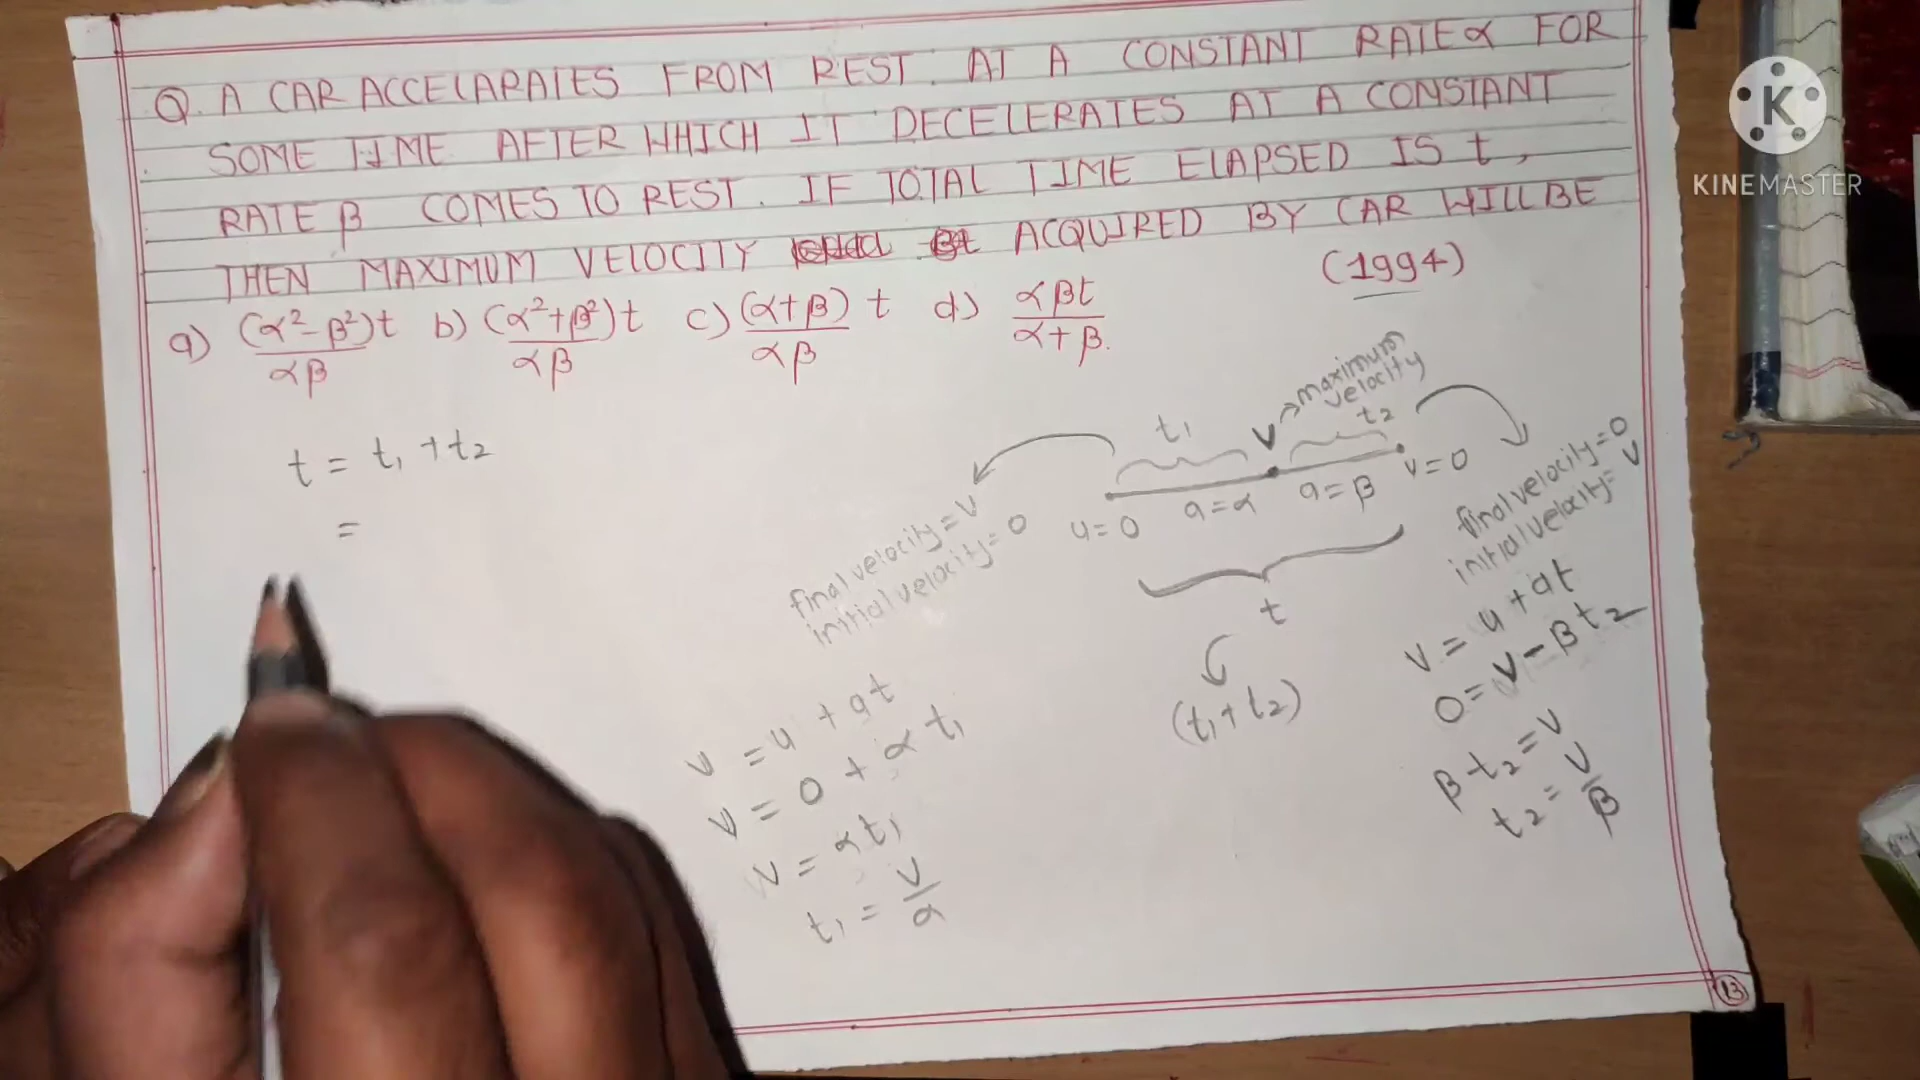 Q. A CAR ACCELARATES FROM REST. AT A CONSTANT RATE α FOR
SOME TIME AFTER WHICH IT DECELERATES AT A CONSTANT
RATE β COMES TO REST. IF TOTAL TIME ELAPSED IS t,
THEN MAXIMUM VELOCITY ACQUIRED BY CAR WILL BE
(1994)
a) (α²-β²)t/αβ b) (α²+β²)t/αβ c) (α+β) t/αβ d) αβt/α+β.
t = t₁ + t₂
=
t₁ v → maximum velocity t₂
u=0 a=α a=β v=0
final velocity = v
initial velocity = 0
t
(t₁ + t₂)
final velocity = 0
initial velocity = v
v = u + at
v = 0 + α t₁
v = αt₁
t₁ = v/α
v = u + at
0 = v - βt₂
βt₂ = v
t₂ = v/β
13
K
KINEMASTER